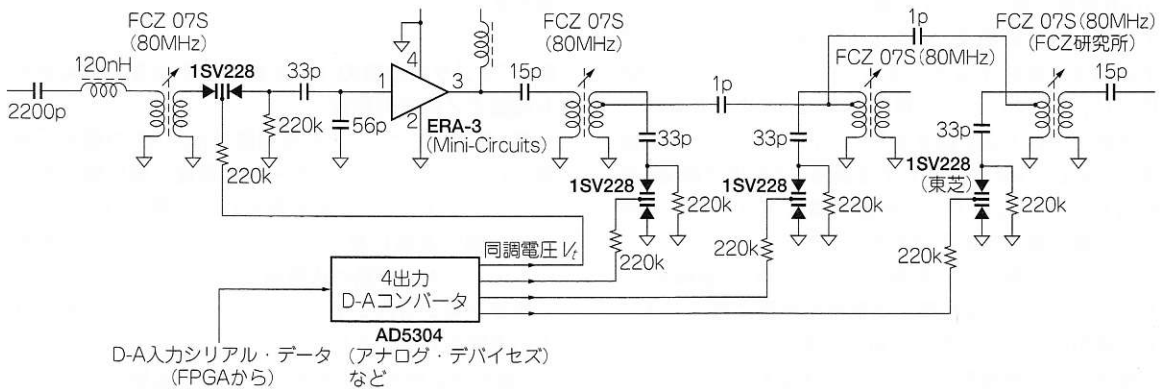 FCZ 07S
(80MHz)
120nH
2200p
1SV228
33p
220k
56p
220k
4
1
3
2
ERA-3
(Mini-Circuits)
15p
FCZ 07S
(80MHz)
33p
1SV228
220k
220k
1p
1p
FCZ 07S(80MHz)
33p
1SV228
220k
220k
FCZ 07S(80MHz)
(FCZ研究所)
15p
33p
1SV228
(東芝)
220k
220k
同調電圧 Vt
4出力
D-Aコンバータ
AD5304
(アナログ・デバイセズ)
など
D-A入力シリアル・データ
(FPGAから)